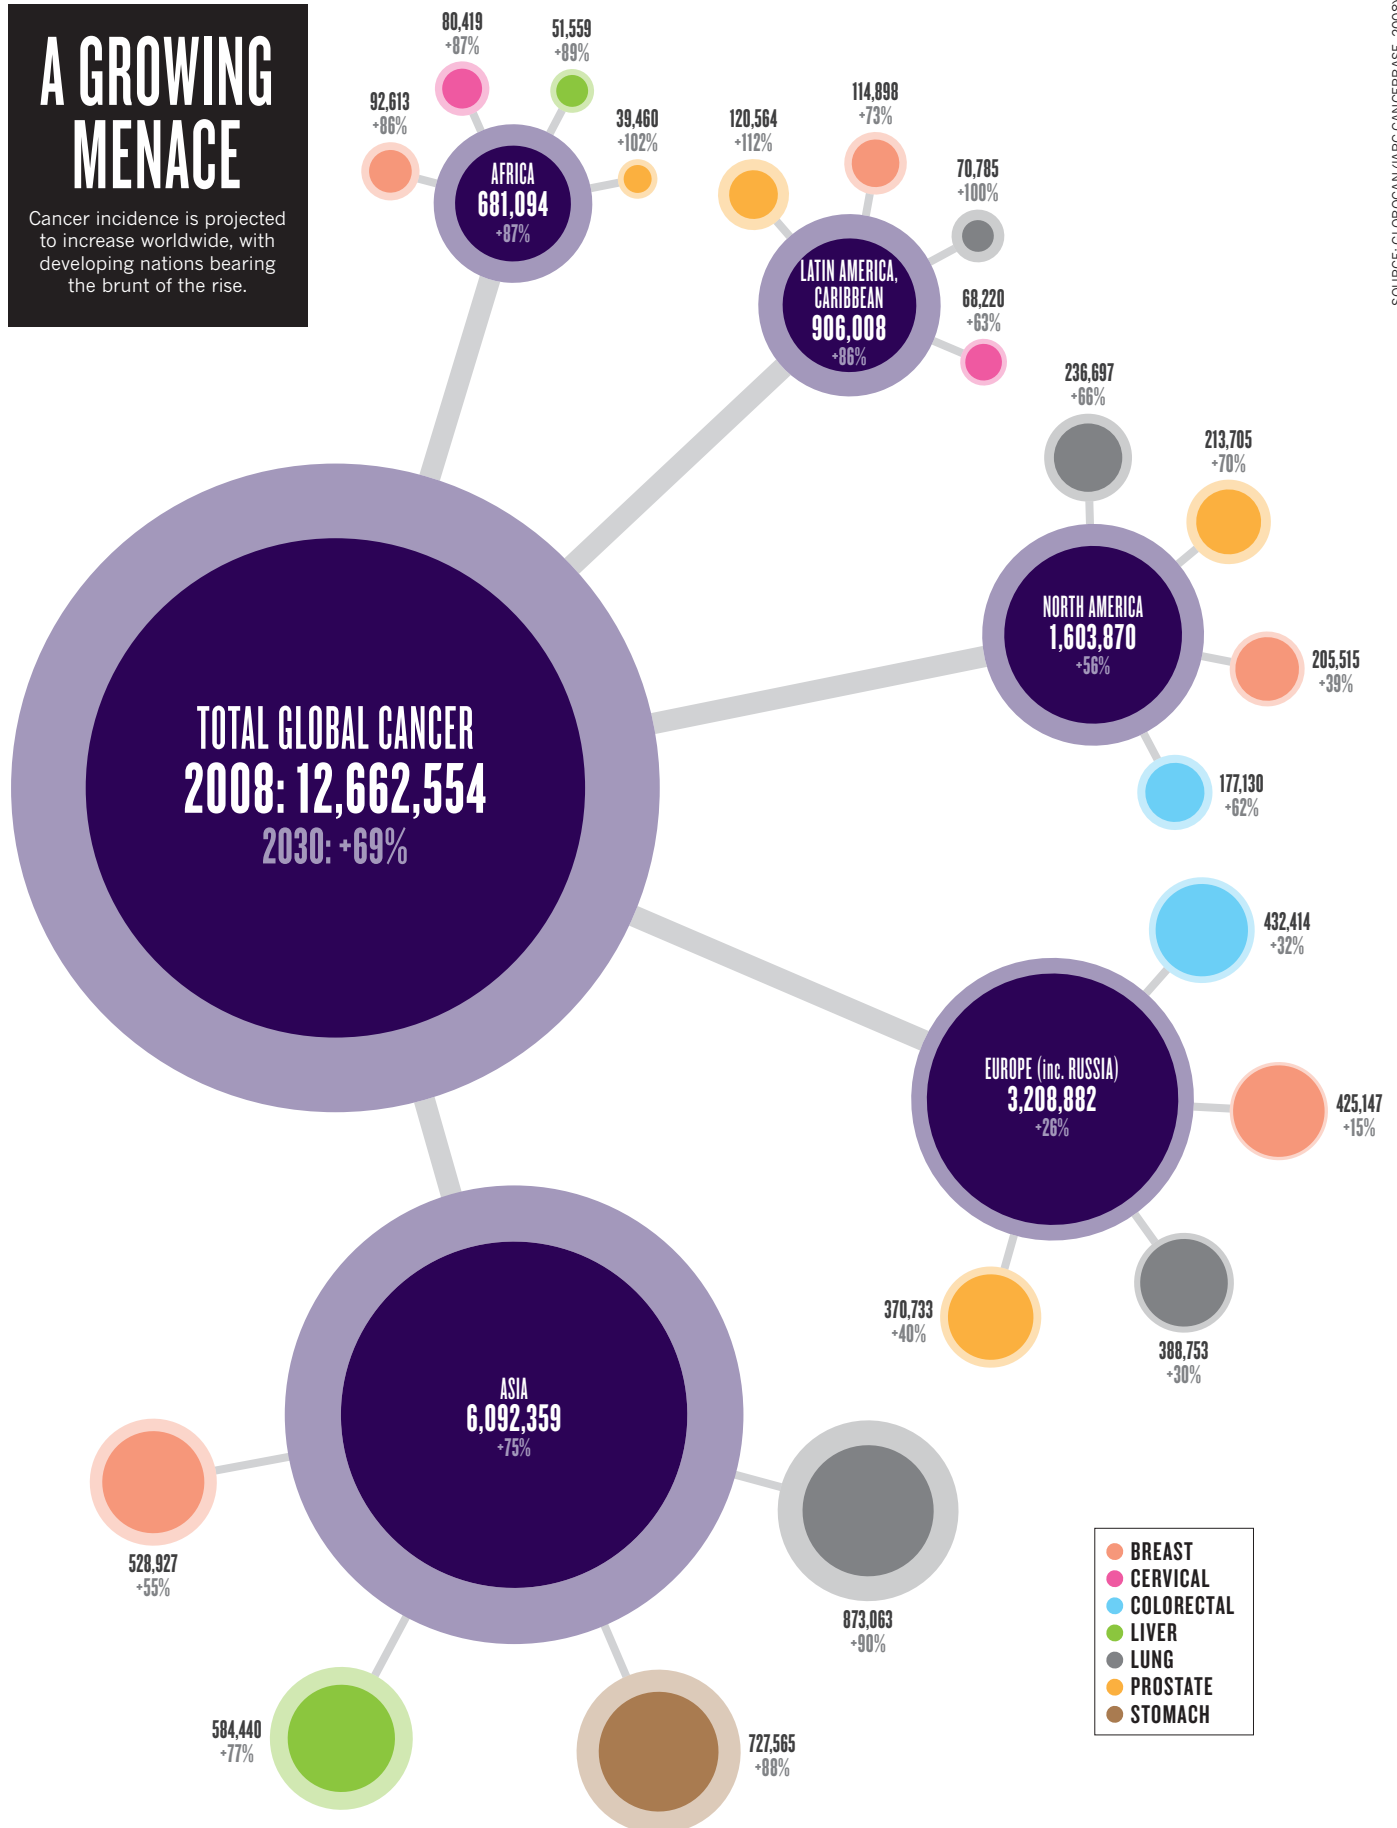 A GROWING
MENACE
Cancer incidence is projected
to increase worldwide, with
developing nations bearing
the brunt of the rise.
80,419
+87%
51,559
+89%
92,613
+86%
39,460
+102%
AFRICA
681,094
+87%
120,564
+112%
114,898
+73%
70,785
+100%
68,220
+63%
LATIN AMERICA,
CARIBBEAN
906,008
+86%
236,697
+66%
213,705
+70%
NORTH AMERICA
1,603,870
+56%
205,515
+39%
177,130
+62%
TOTAL GLOBAL CANCER
2008: 12,662,554
2030: +69%
432,414
+32%
EUROPE (inc. RUSSIA)
3,208,882
+26%
425,147
+15%
370,733
+40%
388,753
+30%
ASIA
6,092,359
+75%
528,927
+55%
873,063
+90%
584,440
+77%
727,565
+88%
BREAST
CERVICAL
COLORECTAL
LIVER
LUNG
PROSTATE
STOMACH
SOURCE: GLOBOCAN/IARC CANCERBASE, 2008